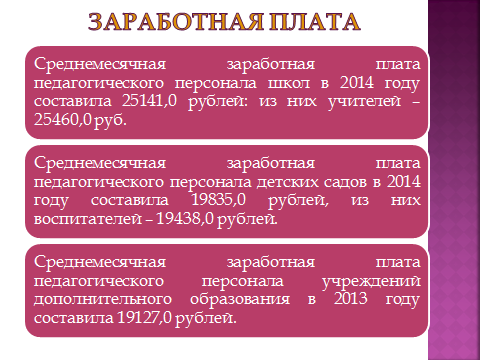 ЗАРАБОТНАЯ ПЛАТА
Среднемесячная заработная плата
педагогического персонала школ в 2014 году
составила 25141,0 рублей: из них учителей –
25460,0 руб.
Среднемесячная заработная плата
педагогического персонала детских садов в 2014
году составила 19835,0 рублей, из них
воспитателей – 19438,0 рублей.
Среднемесячная заработная плата
педагогического персонала учреждений
дополнительного образования в 2013 году
составила 19127,0 рублей.